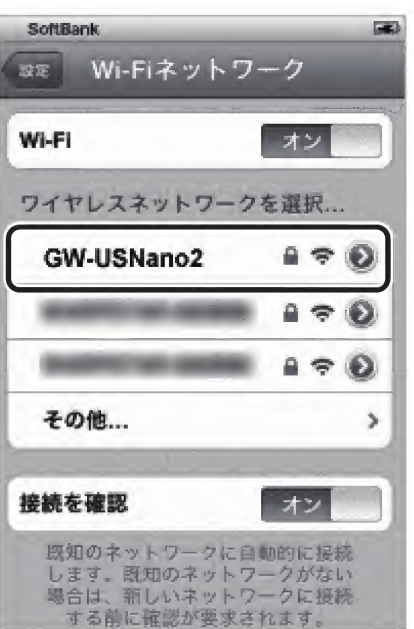 SoftBank
設定
Wi-Fiネットワーク
Wi-Fi
オン
ワイヤレスネットワークを選択...
GW-USNano2
その他...
接続を確認
オン
既知のネットワークに自動的に接続
します。既知のネットワークがない
場合は、新しいネットワークに接続
する前に確認が要求されます。